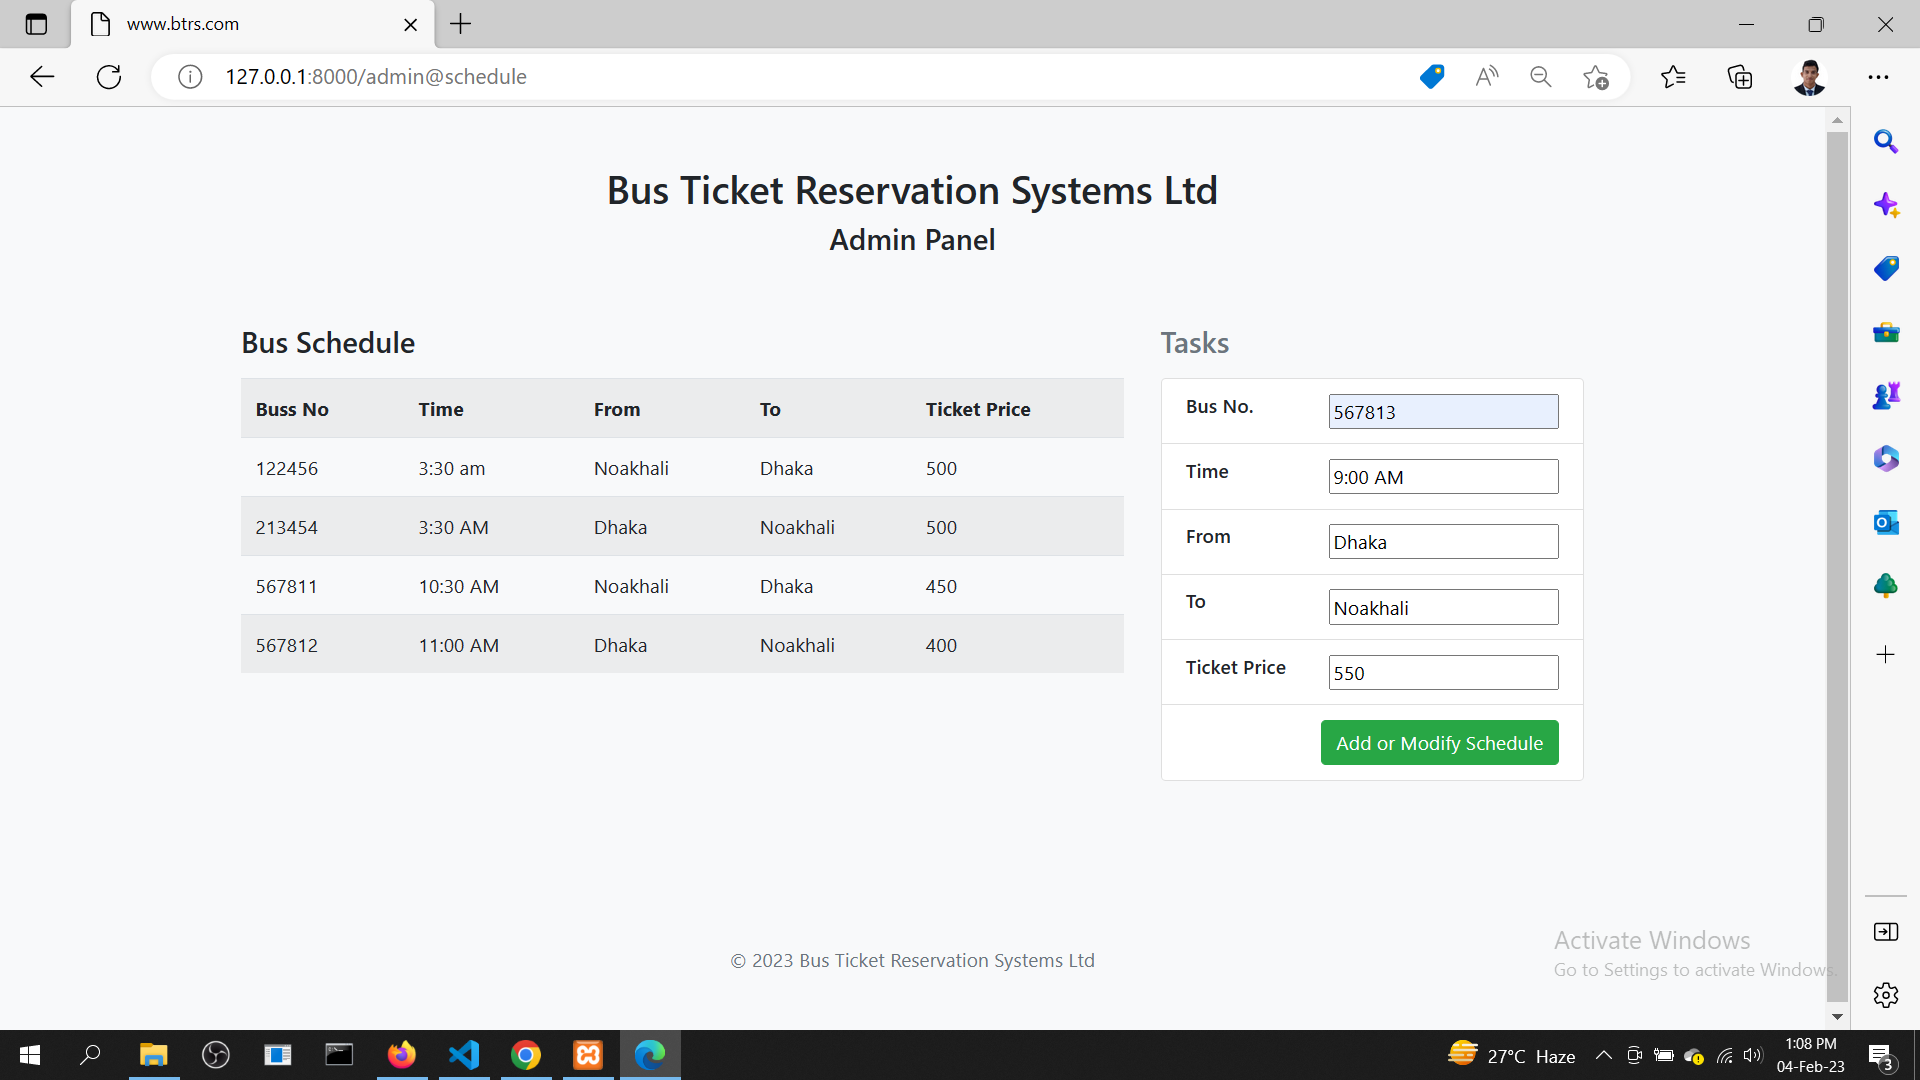 www.btrs.com
127.0.0.1:8000/admin@schedule
Bus Ticket Reservation Systems Ltd
Admin Panel
Bus Schedule
Buss No Time From To Ticket Price
122456 3:30 am Noakhali Dhaka 500
213454 3:30 AM Dhaka Noakhali 500
567811 10:30 AM Noakhali Dhaka 450
567812 11:00 AM Dhaka Noakhali 400
Tasks
Bus No. 567813
Time 9:00 AM
From Dhaka
To Noakhali
Ticket Price 550
Add or Modify Schedule
© 2023 Bus Ticket Reservation Systems Ltd
Activate Windows
Go to Settings to activate Windows.
27°C Haze
1:08 PM
04-Feb-23
3